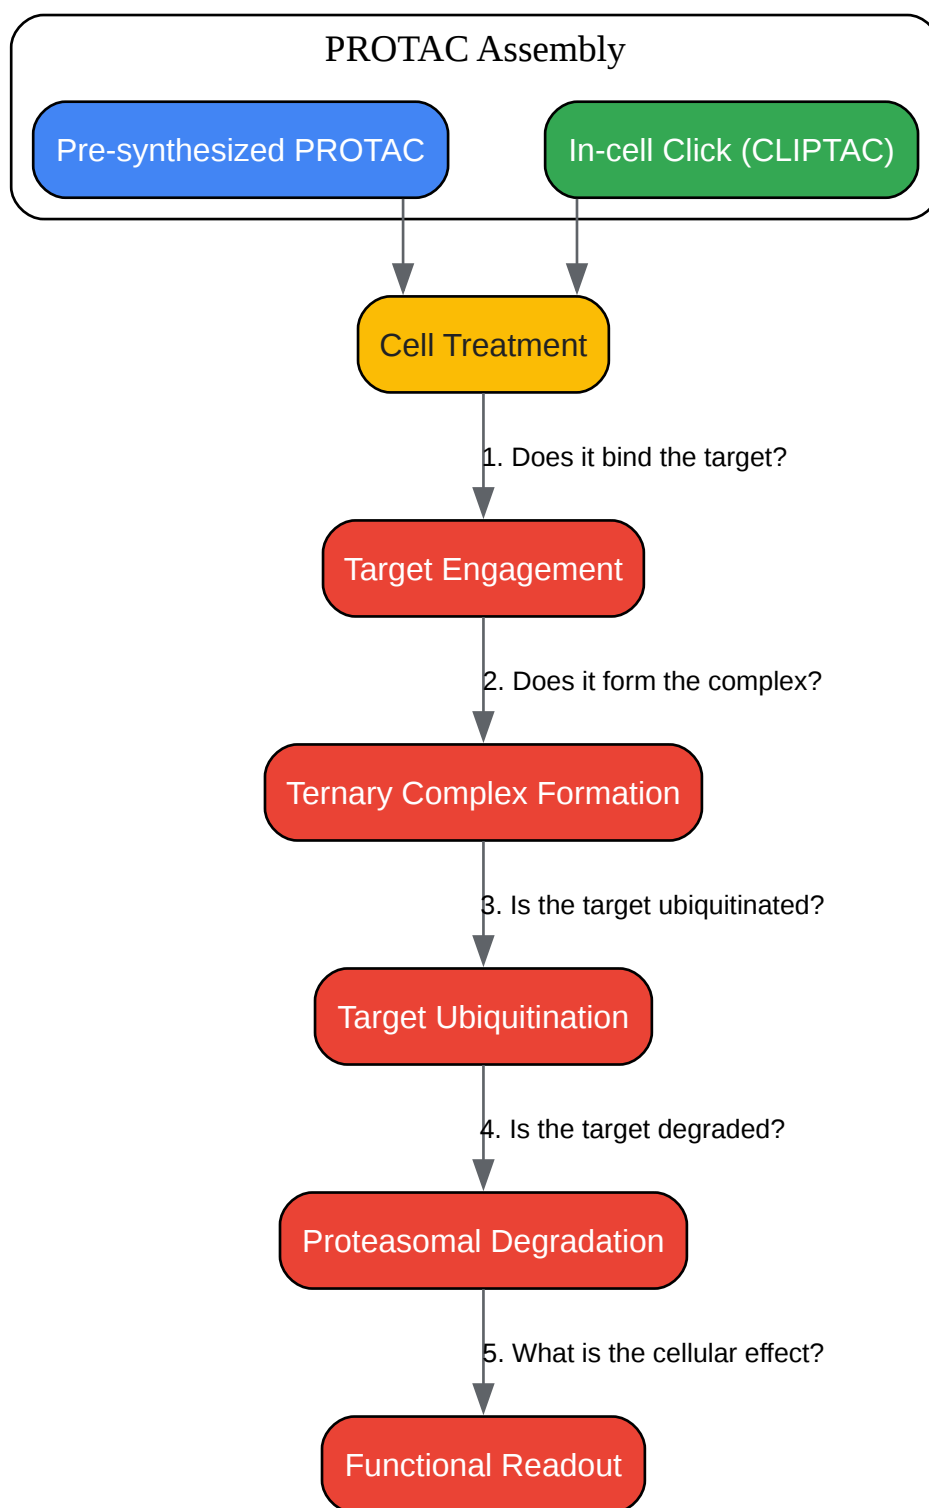 PROTAC Assembly
Pre-synthesized PROTAC
In-cell Click (CLIPTAC)
Cell Treatment
1. Does it bind the target?
Target Engagement
2. Does it form the complex?
Ternary Complex Formation
3. Is the target ubiquitinated?
Target Ubiquitination
4. Is the target degraded?
Proteasomal Degradation
5. What is the cellular effect?
Functional Readout